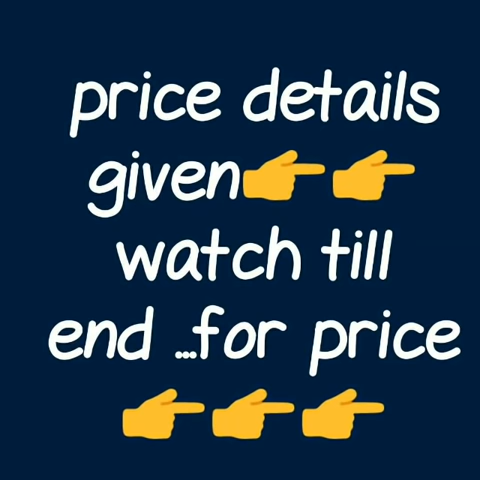 price details
given👉👉
watch till
end ...for price
👉👉👉